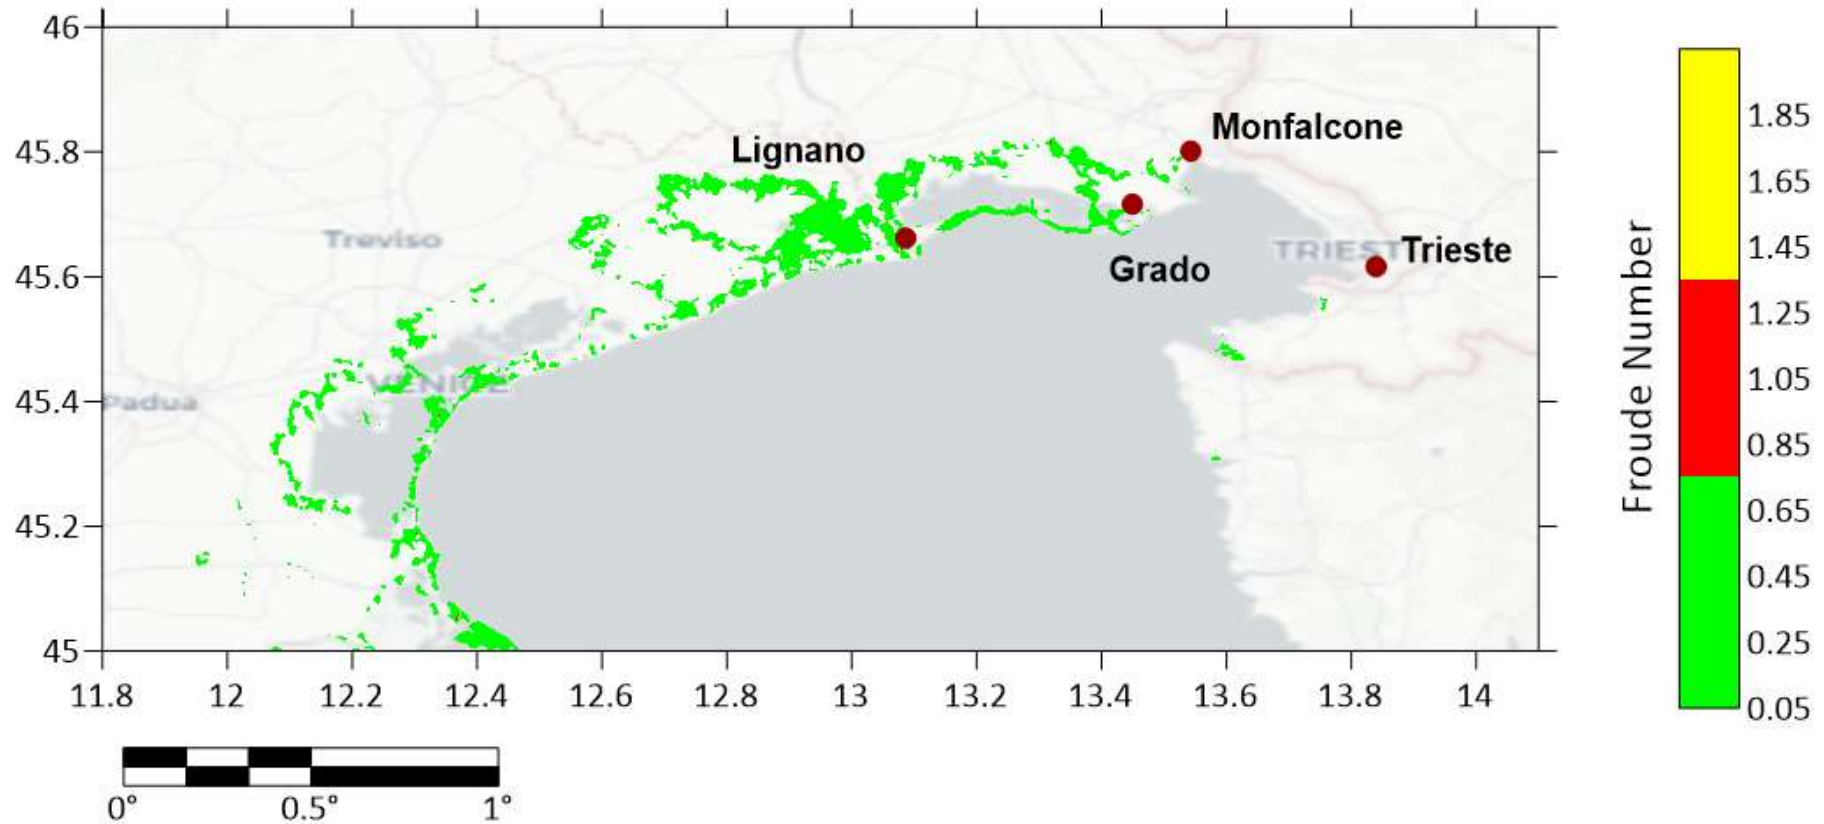 46
45.8
45.6
45.4
45.2
45
11.8 12 12.2 12.4 12.6 12.8 13 13.2 13.4 13.6 13.8 14
Lignano
Monfalcone
Treviso
TRIEST Trieste
Grado
VENICE
Padua
0° 0.5° 1°
Froude Number
1.85
1.65
1.45
1.25
1.05
0.85
0.65
0.45
0.25
0.05